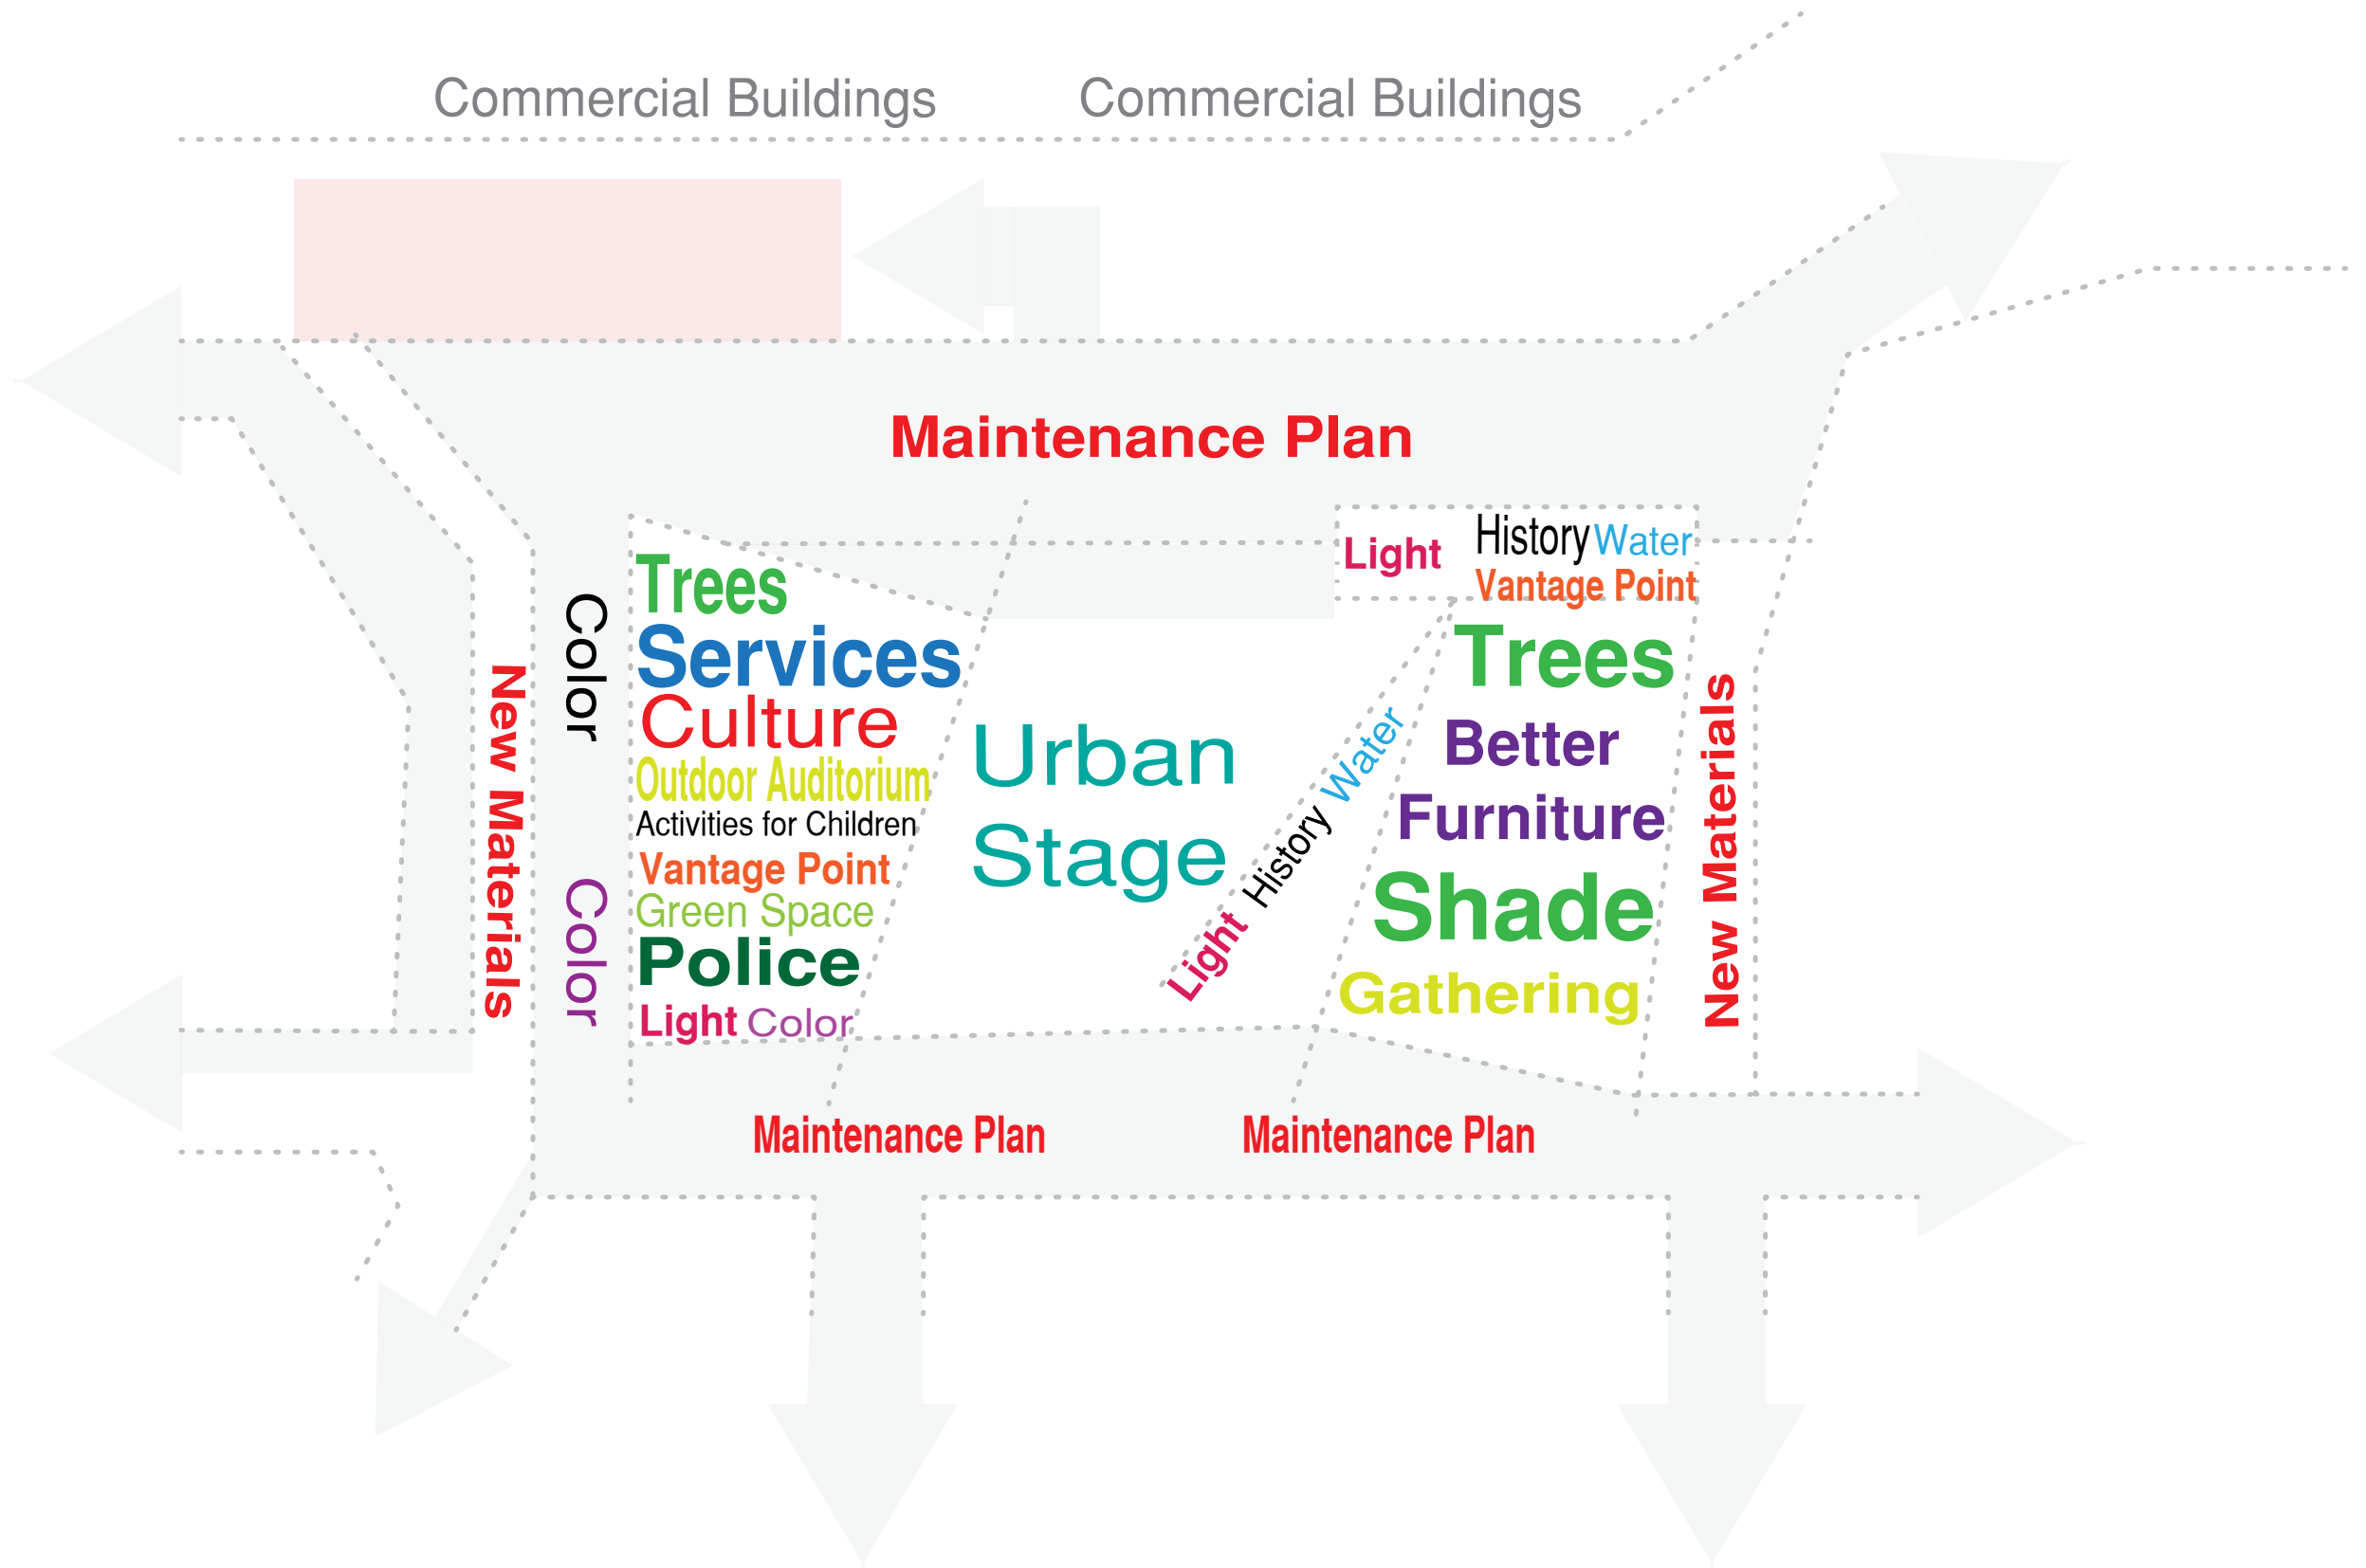 Commercial Buildings
Commercial Buildings
Maintenance Plan
New Materials
Color
Color
Trees
Services
Culture
Outdoor Auditorium
Activities for Children
Vantage Point
Green Space
Police
Light Color
Urban
Stage
Light History Water
Light
History Water
Vantage Point
Trees
Better
Furniture
Shade
Gathering
New Materials
Maintenance Plan
Maintenance Plan